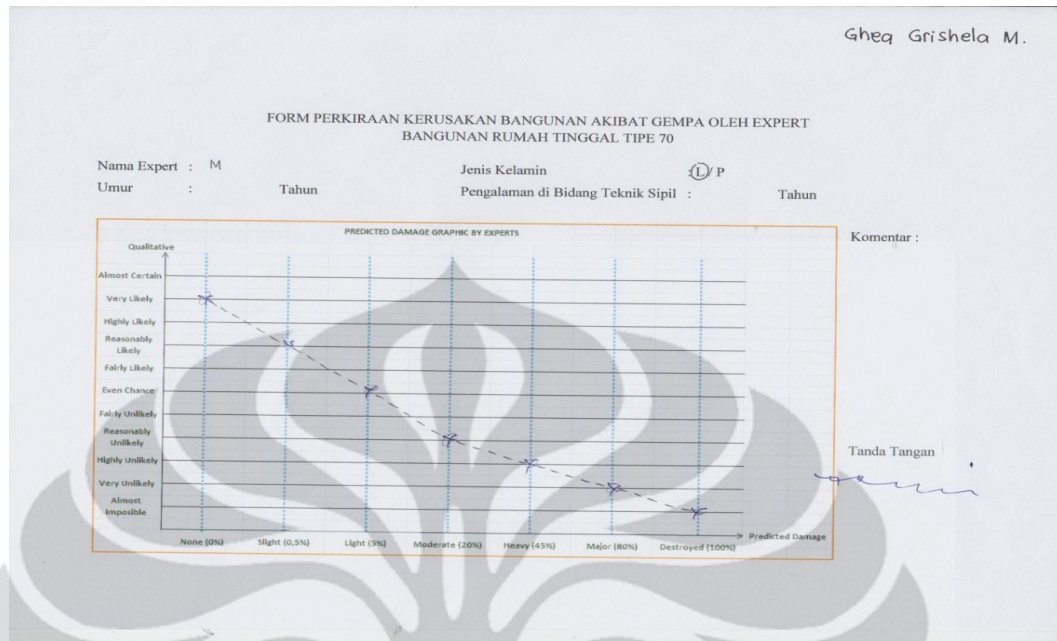 Ghea Grishela M.
FORM PERKIRAAN KERUSAKAN BANGUNAN AKIBAT GEMPA OLEH EXPERT
BANGUNAN RUMAH TINGGAL TIPE 70
Nama Expert : M
Jenis Kelamin : L / P
Umur : Tahun
Pengalaman di Bidang Teknik Sipil : Tahun
PREDICTED DAMAGE GRAPHIC BY EXPERTS
Komentar :
Qualitative
Almost Certain
Very Likely
Highly Likely
Reasonably
Likely
Fairly Likely
Even Chance
Fairly Unlikely
Reasonably
Unlikely
Highly Unlikely
Very Unlikely
Almost
Imposible
None (0%) Slight (0,5%) Light (5%) Moderate (20%) Heavy (45%) Major (80%) Destroyed (100%)
Predicted Damage
Tanda Tangan